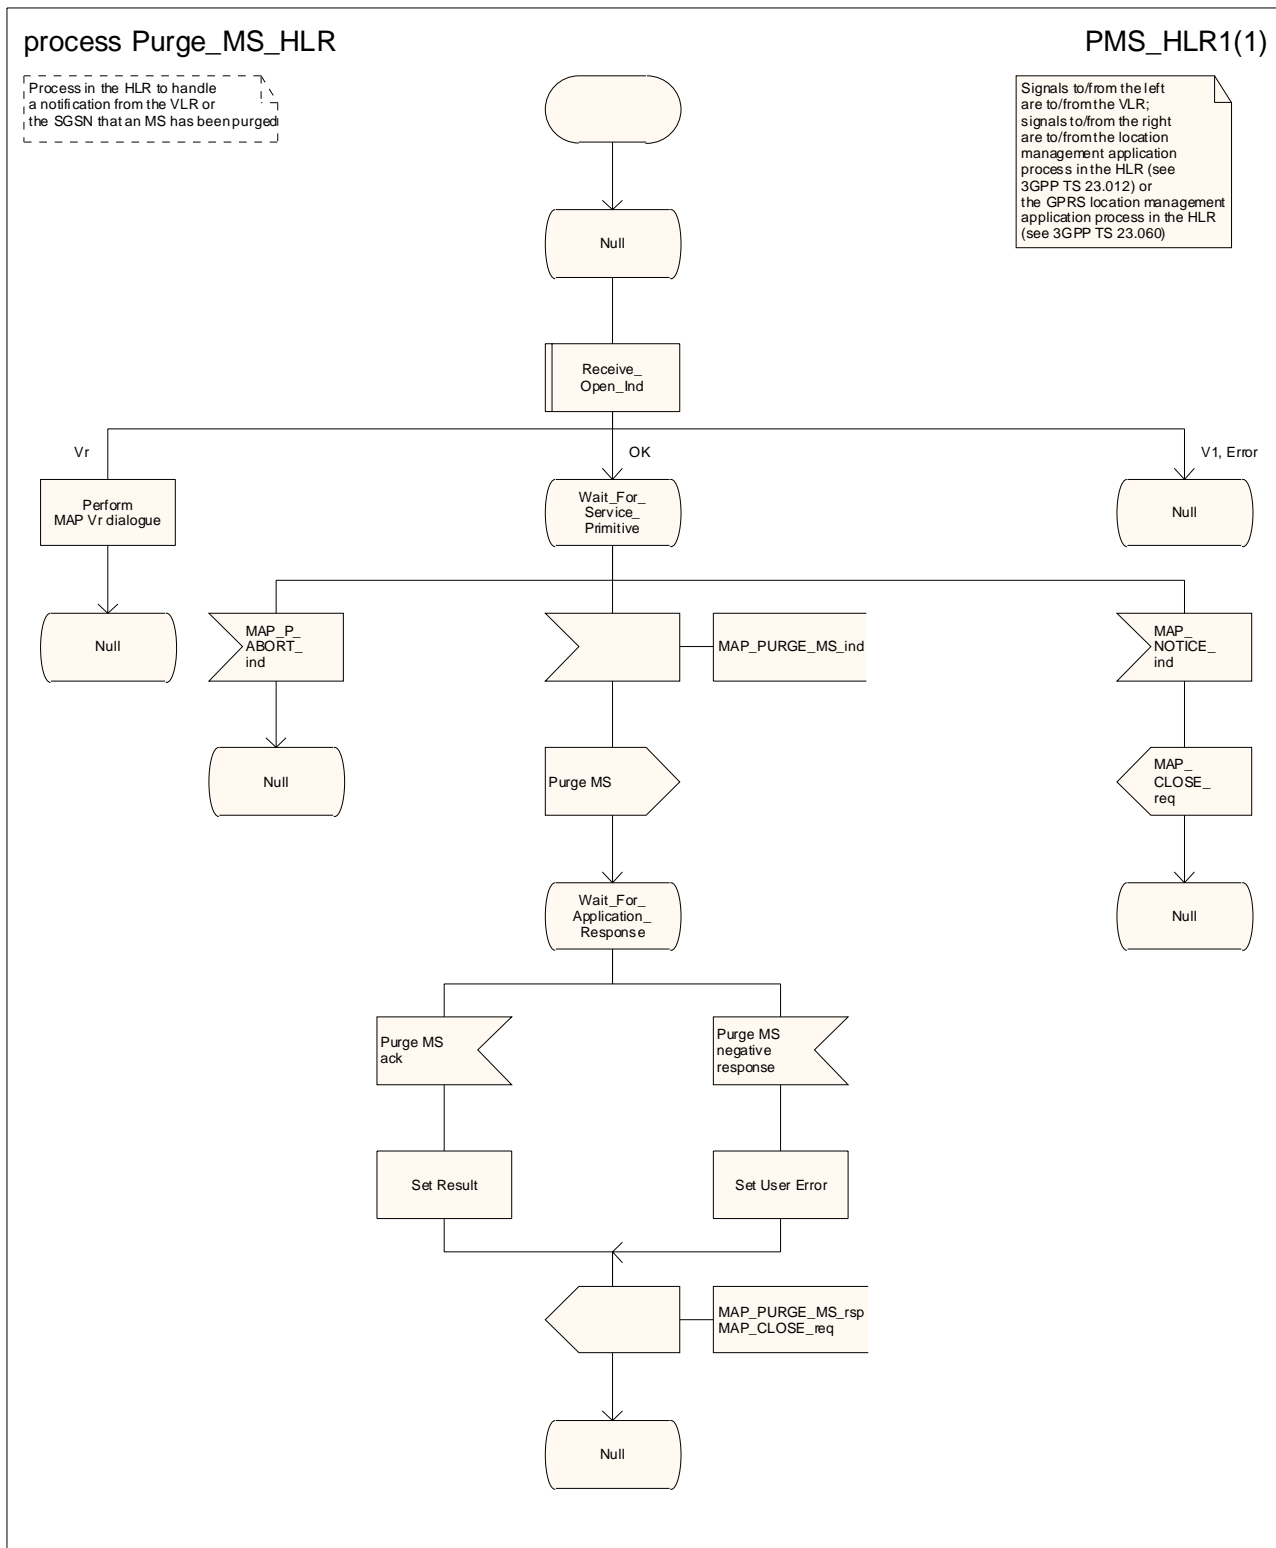 process Purge_MS_HLR
PMS_HLR1(1)
Process in the HLR to handle
a notification from the VLR or
the SGSN that an MS has been purged
Signals to/from the left
are to/from the VLR;
signals to/from the right
are to/from the location
management application
process in the HLR (see
3GPP TS 23.012) or
the GPRS location management
application process in the HLR
(see 3GPP TS 23.060)
Null
Receive_
Open_Ind
Vr
OK
V1, Error
Perform
MAP Vr dialogue
Wait_For_
Service_
Primitive
Null
Null
MAP_P_
ABORT_
ind
MAP_PURGE_MS_ind
MAP_
NOTICE_
ind
Null
Purge MS
MAP_
CLOSE_
req
Wait_For_
Application_
Response
Null
Purge MS
ack
Purge MS
negative
response
Set Result
Set User Error
MAP_PURGE_MS_rsp
MAP_CLOSE_req
Null